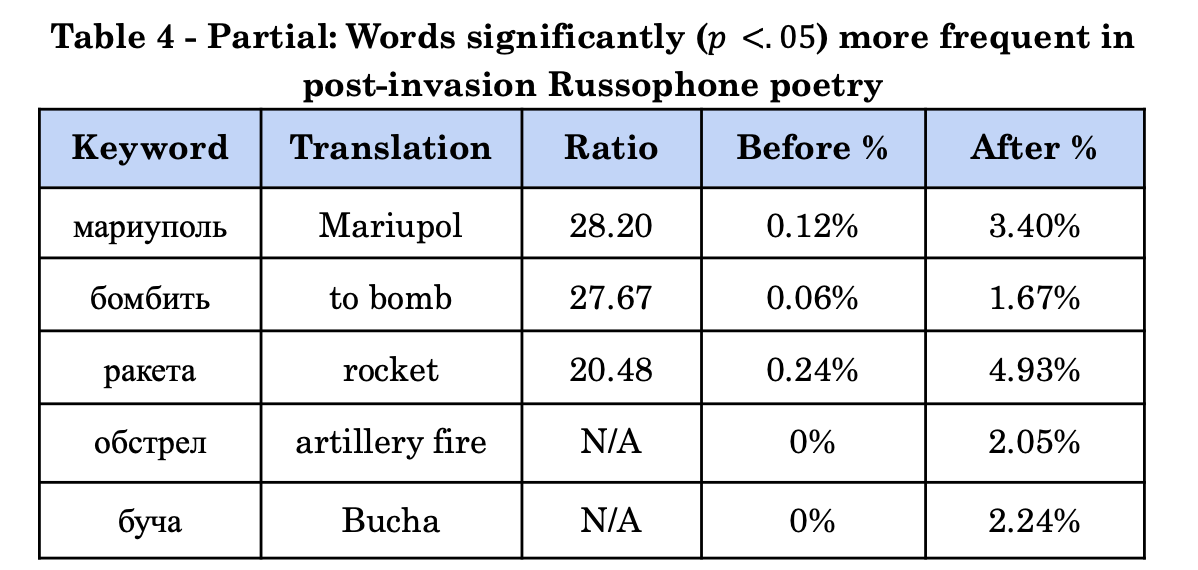 Table 4 - Partial: Words significantly (p <. 05) more frequent in
post-invasion Russophone poetry
Keyword Translation Ratio Before % After %
мариуполь Mariupol 28.20 0.12% 3.40%
бомбить to bomb 27.67 0.06% 1.67%
ракета rocket 20.48 0.24% 4.93%
обстрел artillery fire N/A 0% 2.05%
буча Bucha N/A 0% 2.24%